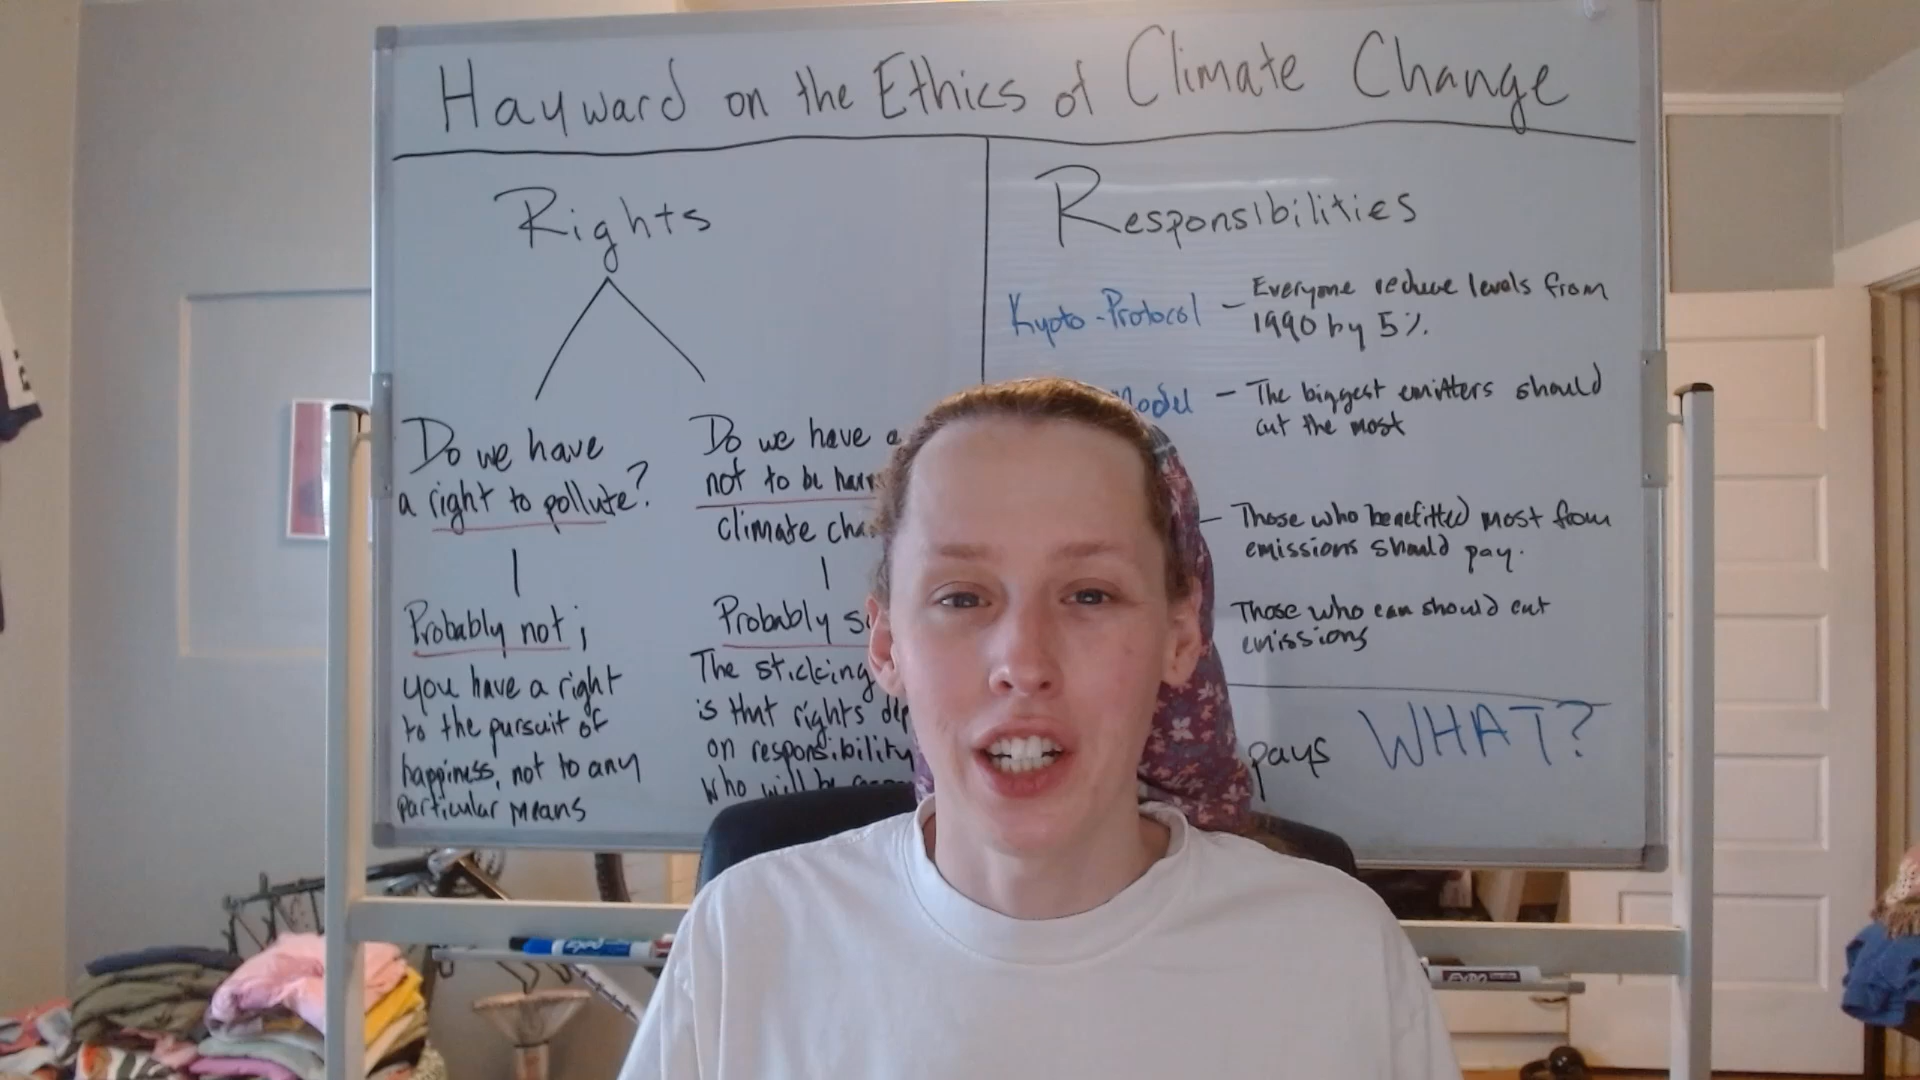 Hayward on the Ethics of Climate Change
Rights
Do we have
a right to pollute?
Probably not;
you have a right
to the pursuit of
happiness, not to any
particular means
Do we have a
not to be
climate
Probably
The sticking
is that rights
on responsibility
who will be
Responsibilities
Kyoto-Protocol - Everyone reduce levels from
1990 by 5%.
Model - The biggest emitters should
cut the most
- Those who benefitted most from
emissions should pay.
Those who can should cut
emissions
pays WHAT?